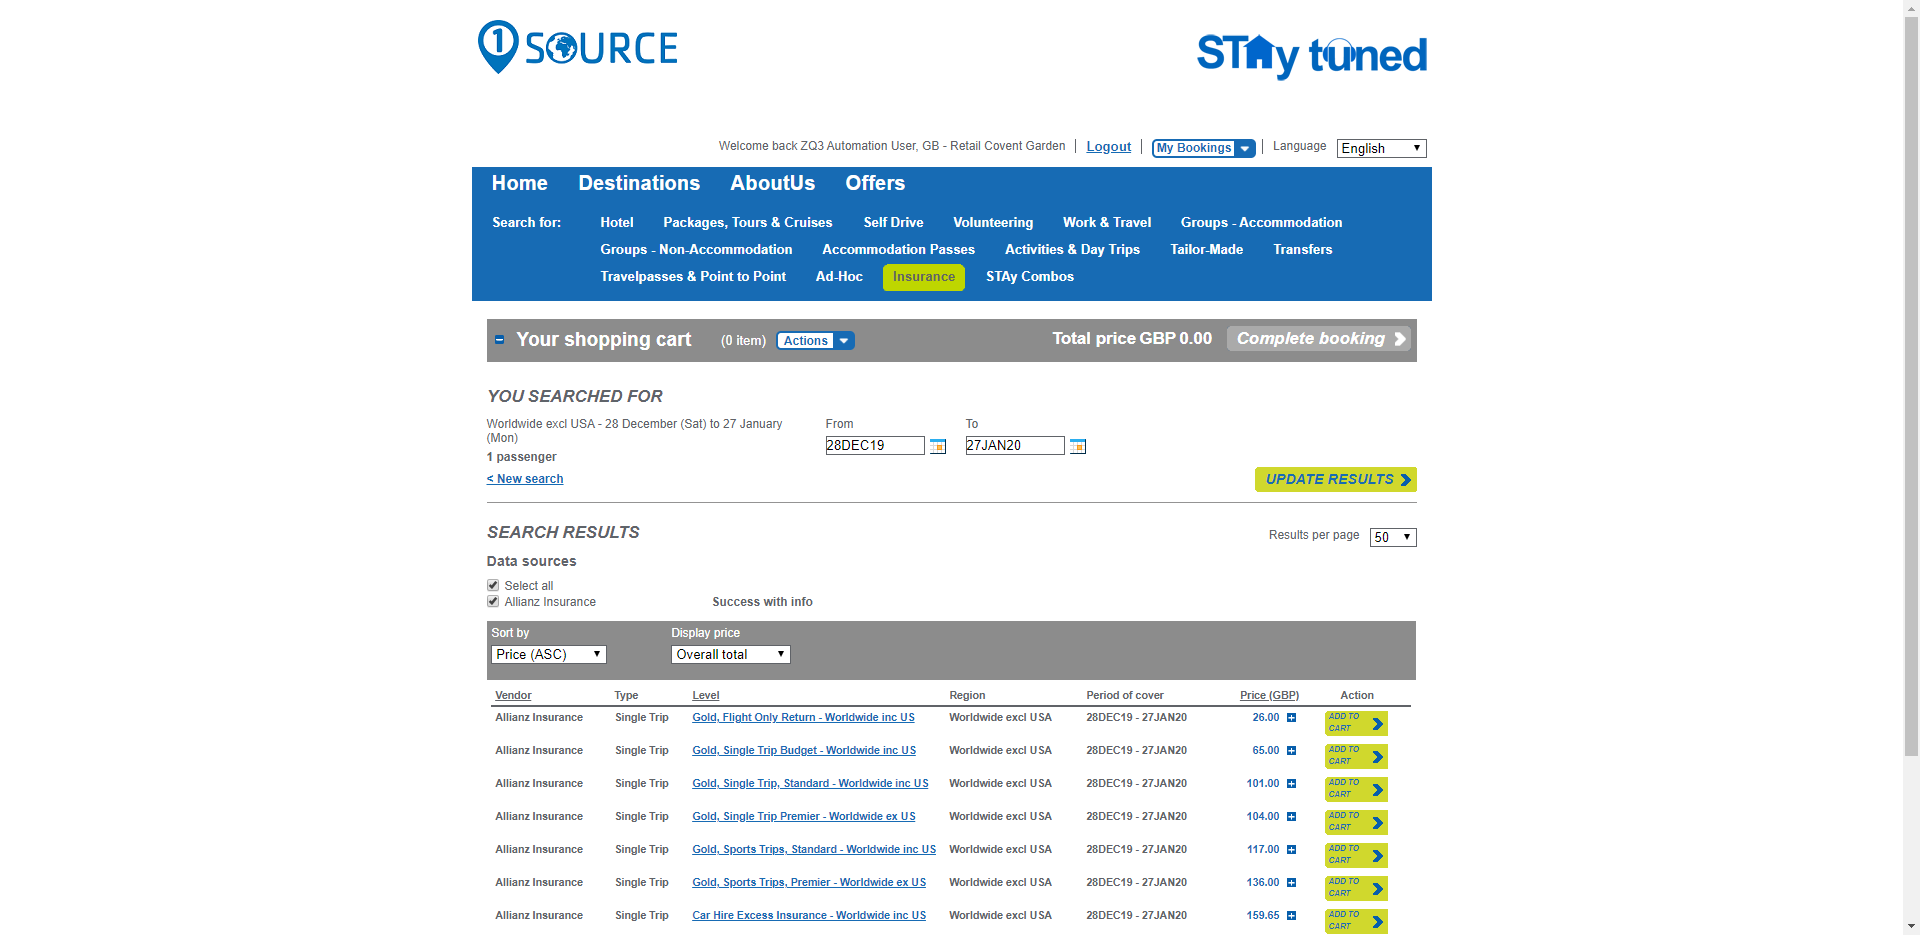 1 SOURCE
STAy tuned
Welcome back ZQ3 Automation User, GB - Retail Covent Garden Logout My Bookings Language English
Home Destinations AboutUs Offers
Search for: Hotel Packages, Tours & Cruises Self Drive Volunteering Work & Travel Groups - Accommodation
Groups - Non-Accommodation Accommodation Passes Activities & Day Trips Tailor-Made Transfers
Travelpasses & Point to Point Ad-Hoc Insurance STAy Combos
Your shopping cart (0 item) Actions Total price GBP 0.00 Complete booking
YOU SEARCHED FOR
Worldwide excl USA - 28 December (Sat) to 27 January
(Mon)
1 passenger
From To
28DEC19 27JAN20
< New search
UPDATE RESULTS
SEARCH RESULTS
Results per page 50
Data sources
Select all
Allianz Insurance Success with info
Sort by Display price
Price (ASC) Overall total
Vendor Type Level Region Period of cover Price (GBP) Action
Allianz Insurance Single Trip Gold, Flight Only Return - Worldwide inc US Worldwide excl USA 28DEC19 - 27JAN20 26.00 ADD TO CART
Allianz Insurance Single Trip Gold, Single Trip Budget - Worldwide inc US Worldwide excl USA 28DEC19 - 27JAN20 65.00 ADD TO CART
Allianz Insurance Single Trip Gold, Single Trip, Standard - Worldwide inc US Worldwide excl USA 28DEC19 - 27JAN20 101.00 ADD TO CART
Allianz Insurance Single Trip Gold, Single Trip Premier - Worldwide ex US Worldwide excl USA 28DEC19 - 27JAN20 104.00 ADD TO CART
Allianz Insurance Single Trip Gold, Sports Trips, Standard - Worldwide inc US Worldwide excl USA 28DEC19 - 27JAN20 117.00 ADD TO CART
Allianz Insurance Single Trip Gold, Sports Trips, Premier - Worldwide ex US Worldwide excl USA 28DEC19 - 27JAN20 136.00 ADD TO CART
Allianz Insurance Single Trip Car Hire Excess Insurance - Worldwide inc US Worldwide excl USA 28DEC19 - 27JAN20 159.65 ADD TO CART